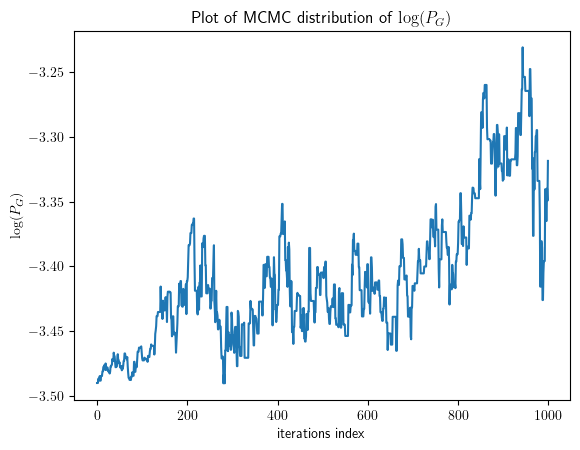 Plot of MCMC distribution of log(P_G)
log(P_G)
−3.25
−3.30
−3.35
−3.40
−3.45
−3.50
0 200 400 600 800 1000
iterations index